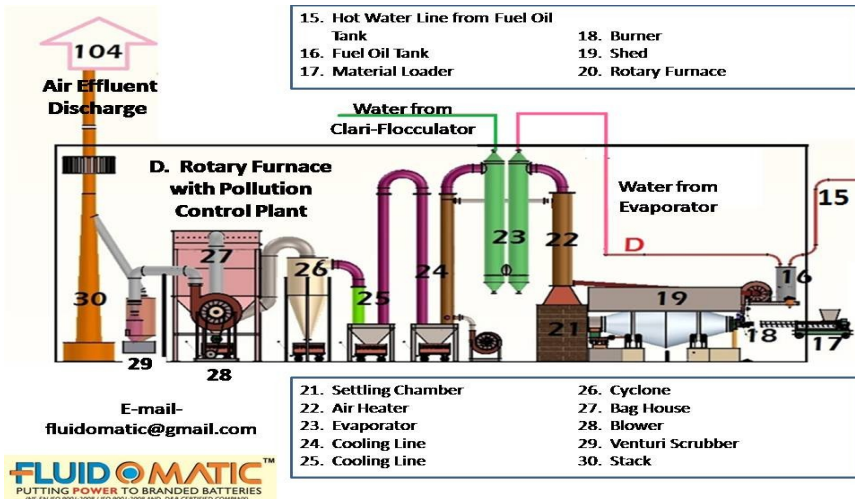 15. Hot Water Line from Fuel Oil Tank
16. Fuel Oil Tank
17. Material Loader
18. Burner
19. Shed
20. Rotary Furnace
104
Air Effluent
Discharge
Water from
Clari-Flocculator
D. Rotary Furnace
with Pollution
Control Plant
Water from
Evaporator
15
D
30
27
26
25
24
23
22
16
19
21
18
17
29
28
21. Settling Chamber
22. Air Heater
23. Evaporator
24. Cooling Line
25. Cooling Line
26. Cyclone
27. Bag House
28. Blower
29. Venturi Scrubber
30. Stack
E-mail-
fluidomatic@gmail.com
FLUIDOMATIC™
PUTTING POWER TO BRANDED BATTERIES